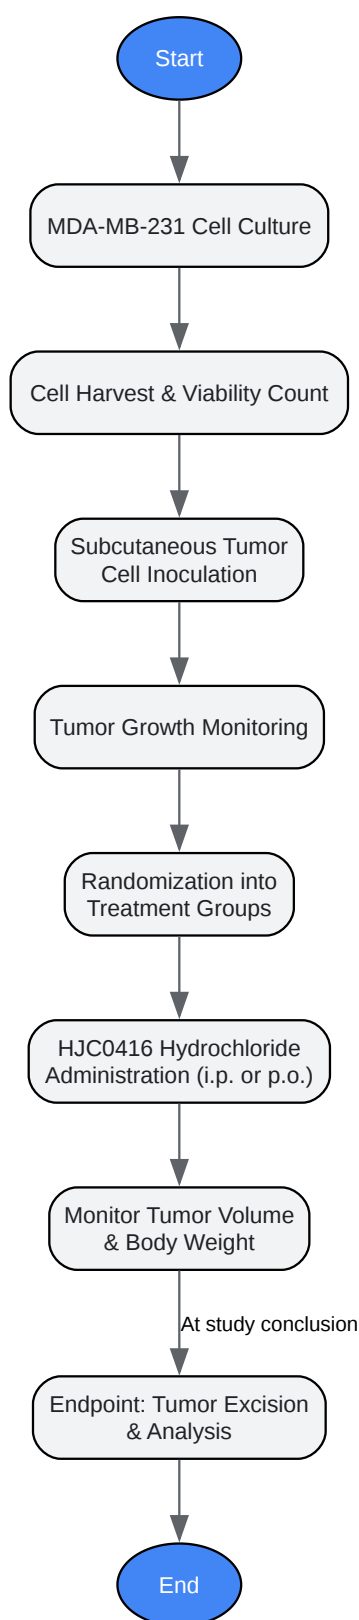 Start
MDA-MB-231 Cell Culture
Cell Harvest & Viability Count
Subcutaneous Tumor
Cell Inoculation
Tumor Growth Monitoring
Randomization into
Treatment Groups
HJC0416 Hydrochloride
Administration (i.p. or p.o.)
Monitor Tumor Volume
& Body Weight
At study conclusion
Endpoint: Tumor Excision
& Analysis
End